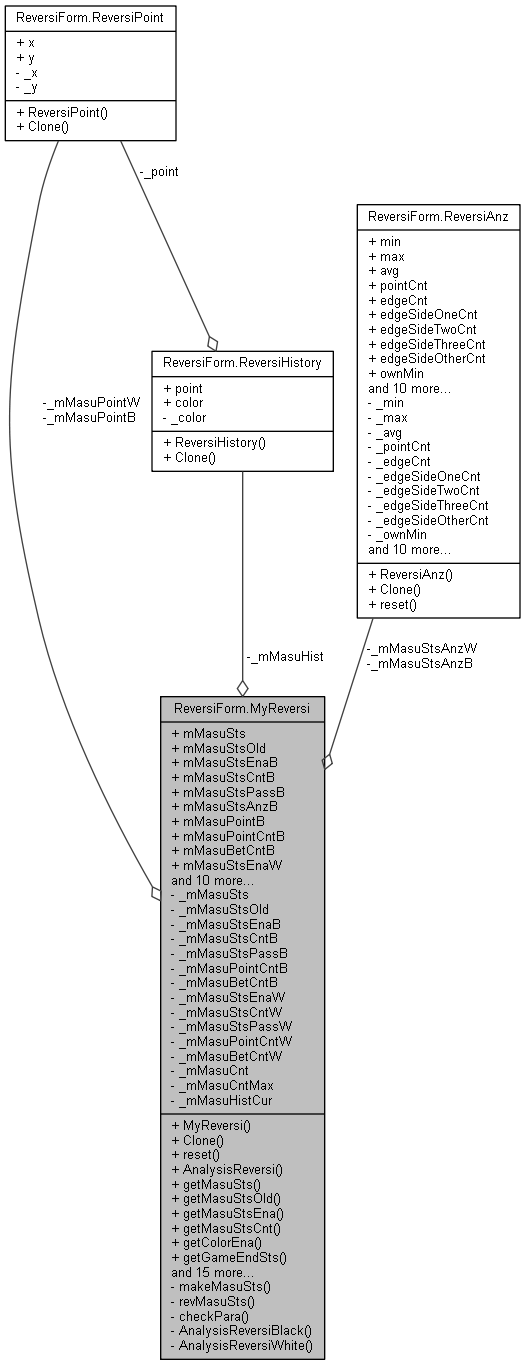 ReversiForm.ReversiPoint
+ x
+ y
- _x
- _y
+ ReversiPoint()
+ Clone()
-_point
ReversiForm.ReversiAnz
+ min
+ max
+ avg
+ pointCnt
+ edgeCnt
+ edgeSideOneCnt
+ edgeSideTwoCnt
+ edgeSideThreeCnt
+ edgeSideOtherCnt
+ ownMin
and 10 more...
- _min
- _max
- _avg
- _pointCnt
- _edgeCnt
- _edgeSideOneCnt
- _edgeSideTwoCnt
- _edgeSideThreeCnt
- _edgeSideOtherCnt
- _ownMin
and 10 more...
+ ReversiAnz()
+ Clone()
+ reset()
ReversiForm.ReversiHistory
+ point
+ color
- _color
+ ReversiHistory()
+ Clone()
-_mMasuPointW
-_mMasuPointB
-_mMasuHist
-_mMasuStsAnzW
-_mMasuStsAnzB
ReversiForm.MyReversi
+ mMasuSts
+ mMasuStsOld
+ mMasuStsEnaB
+ mMasuStsCntB
+ mMasuStsPassB
+ mMasuStsAnzB
+ mMasuPointB
+ mMasuPointCntB
+ mMasuBetCntB
+ mMasuStsEnaW
and 10 more...
- _mMasuSts
- _mMasuStsOld
- _mMasuStsEnaB
- _mMasuStsCntB
- _mMasuStsPassB
- _mMasuPointCntB
- _mMasuBetCntB
- _mMasuStsEnaW
- _mMasuStsCntW
- _mMasuStsPassW
- _mMasuPointCntW
- _mMasuBetCntW
- _mMasuCnt
- _mMasuCntMax
- _mMasuHistCur
+ MyReversi()
+ Clone()
+ reset()
+ AnalysisReversi()
+ getMasuSts()
+ getMasuStsOld()
+ getMasuStsEna()
+ getMasuStsCnt()
+ getColorEna()
+ getGameEndSts()
and 15 more...
- makeMasuSts()
- revMasuSts()
- checkPara()
- AnalysisReversiBlack()
- AnalysisReversiWhite()